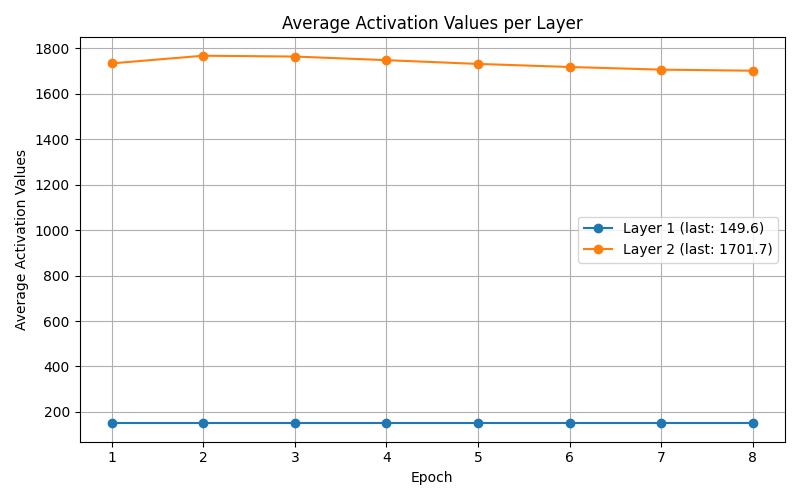 Average Activation Values per Layer
Average Activation Values
1800
1600
1400
1200
1000
800
600
400
200
Layer 1 (last: 149.6)
Layer 2 (last: 1701.7)
1 2 3 4 5 6 7 8
Epoch